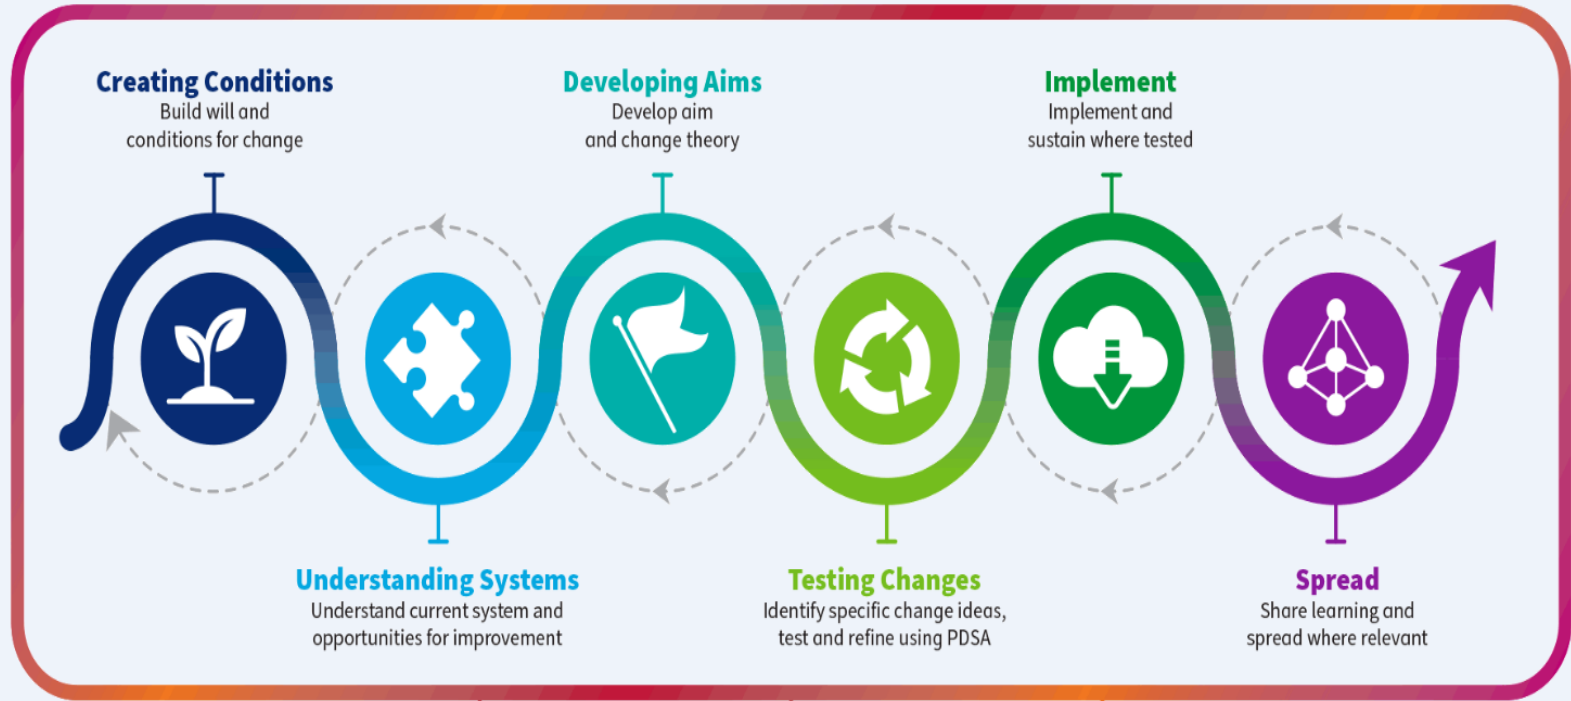 Creating Conditions
Build will and
conditions for change
Developing Aims
Develop aim
and change theory
Implement
Implement and
sustain where tested
Understanding Systems
Understand current system and
opportunities for improvement
Testing Changes
Identify specific change ideas,
test and refine using PDSA
Spread
Share learning and
spread where relevant